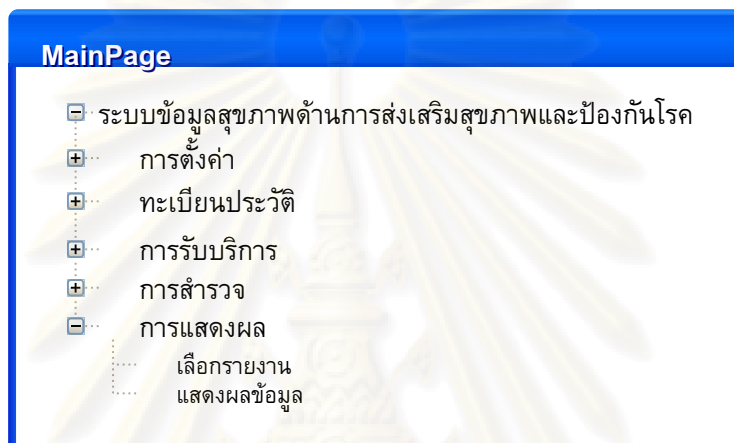 MainPage
ระบบข้อมูลสุขภาพด้านการส่งเสริมสุขภาพและป้องกันโรค
การตั้งค่า
ทะเบียนประวัติ
การรับบริการ
การสำรวจ
การแสดงผล
เลือกรายงาน
แสดงผลข้อมูล